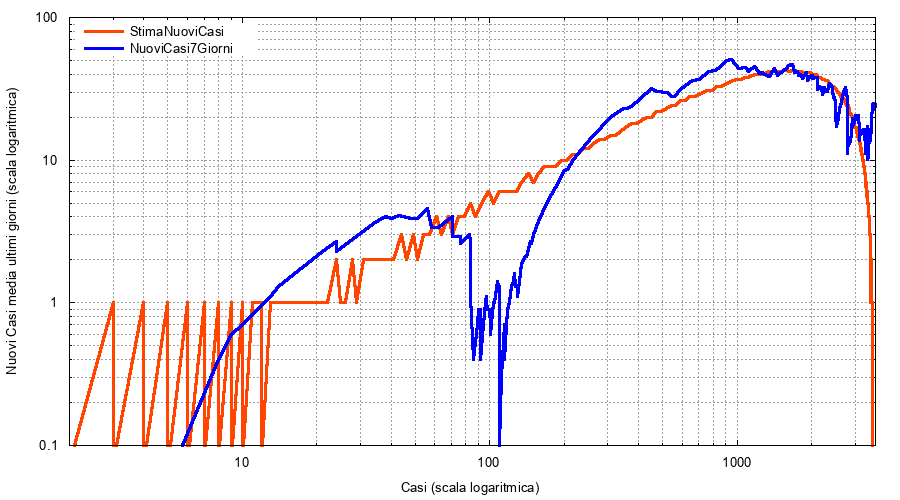 100
StimaNuoviCasi
NuoviCasi7Giorni
10
1
0.1
10
100
1000
Nuovi Casi media ultimi giorni (scala logaritmica)
Casi (scala logaritmica)